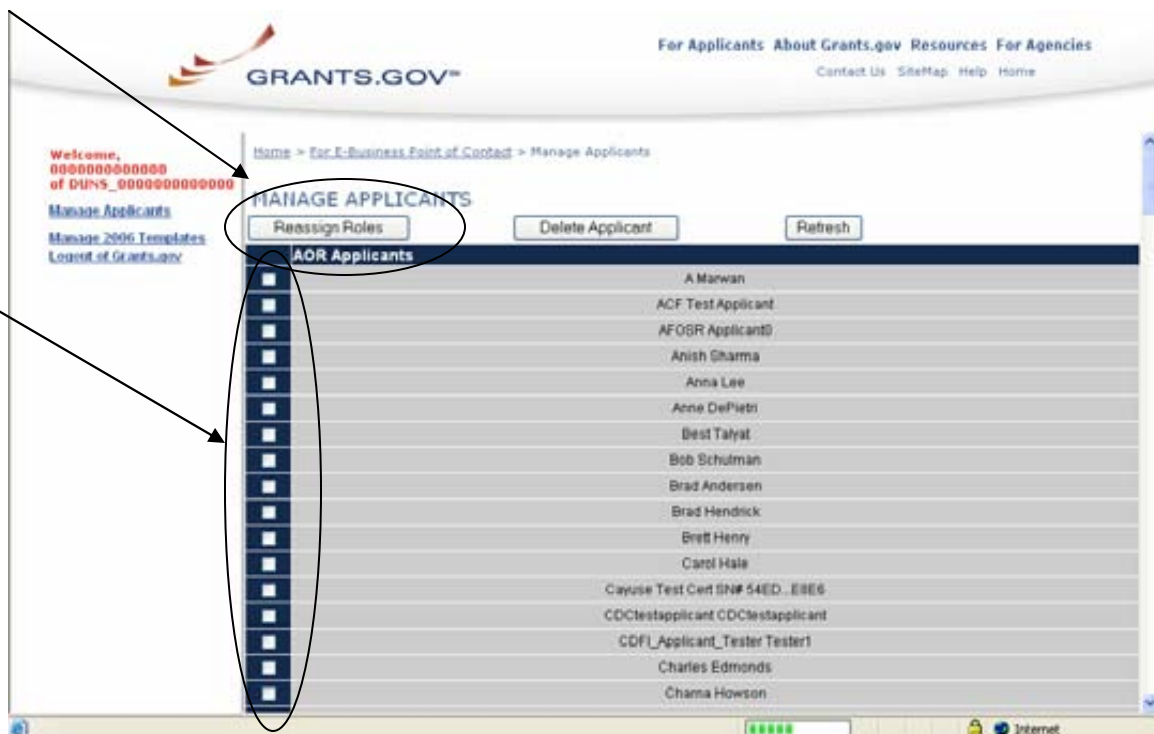 For Applicants About Grants.gov Resources For Agencies
Contact Us SiteMap Help Home
GRANTS.GOV℠
Welcome,
0000000000000
of DUNS_0000000000000
Manage Applicants
Manage 2006 Templates
Logout of Grants.gov
Home > For E-Business Point of Contact > Manage Applicants
MANAGE APPLICANTS
Reassign Roles Delete Applicant Refresh
AOR Applicants
A Marwan
ACF Test Applicant
AFOSR Applicant0
Anish Sharma
Anna Lee
Anne DePietri
Best Talyat
Bob Schulman
Brad Andersen
Brad Hendrick
Brett Henry
Carol Hale
Cayuse Test Cert SN# 54ED...E8E6
CDCtestapplicant CDCtestapplicant
CDFI_Applicant_Tester Tester1
Charles Edmonds
Charna Howson
Internet